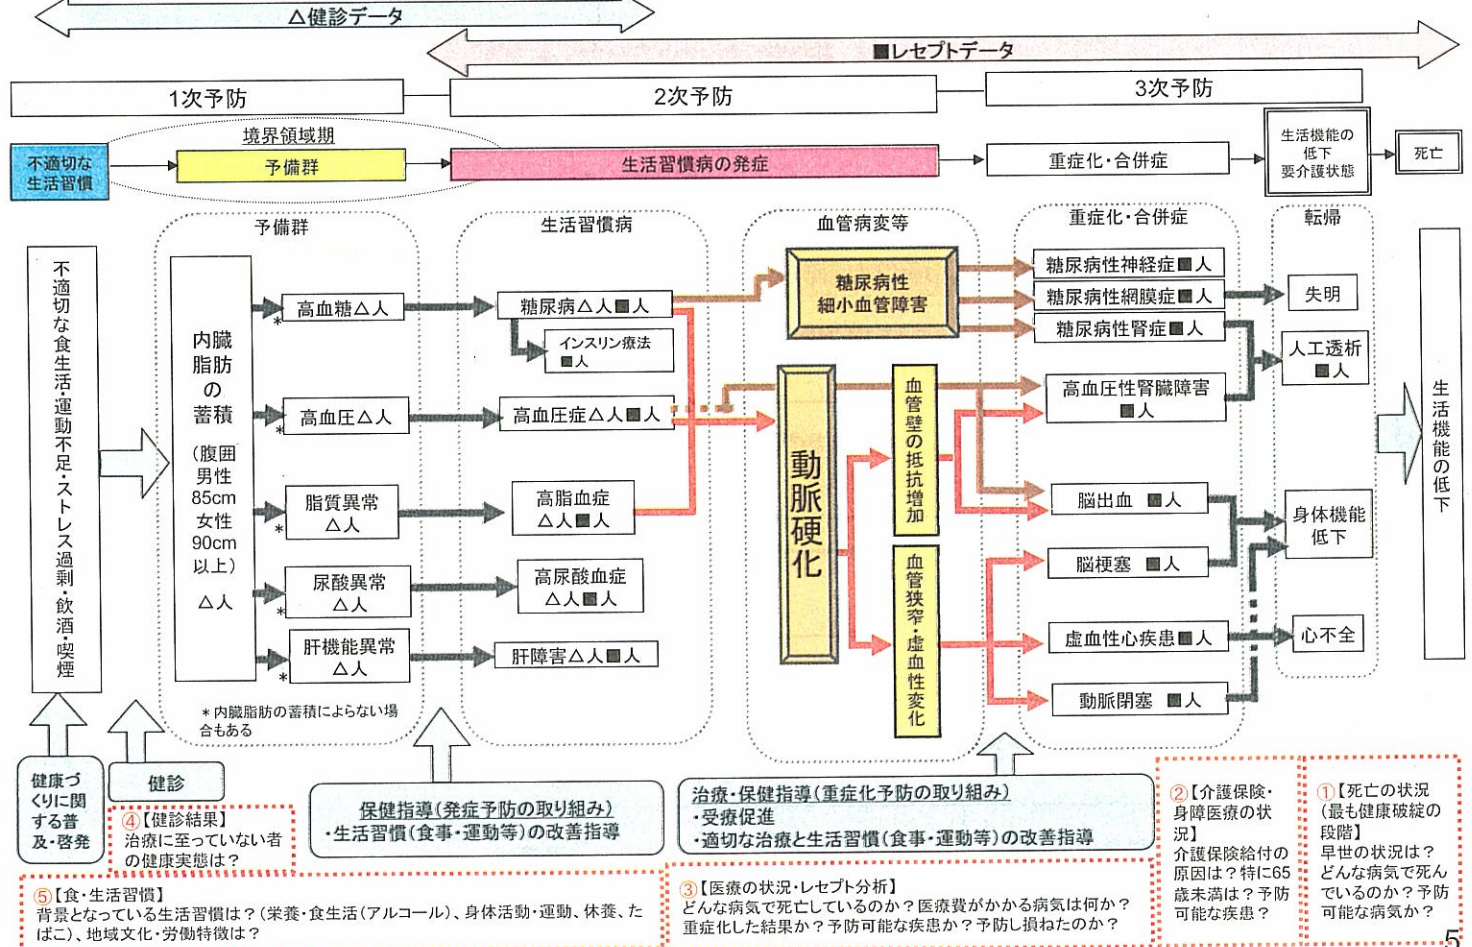 △健診データ
■レセプトデータ
1次予防
2次予防
3次予防
不適切な
生活習慣
境界領域期
予備群
生活習慣病の発症
重症化・合併症
生活機能の
低下
要介護状態
死亡
予備群
生活習慣病
血管病変等
重症化・合併症
転帰
不適切な食生活・運動不足・ストレス過剰・飲酒・喫煙
内臓
脂肪
の
蓄積
(腹囲
男性
85cm
女性
90cm
以上)
△人
高血糖△人
*
高血圧△人
*
脂質異常
△人
*
尿酸異常
△人
*
肝機能異常
△人
*
*内臓脂肪の蓄積によらない場
合もある
糖尿病△人■人
インスリン療法
■人
高血圧症△人■人
高脂血症
△人■人
高尿酸血症
△人■人
肝障害△人■人
糖尿病性
細小血管障害
動脈硬化
血管壁の抵抗増加
血管狭窄・虚血性変化
糖尿病性神経症■人
糖尿病性網膜症■人
糖尿病性腎症■人
高血圧性腎臓障害
■人
脳出血 ■人
脳梗塞 ■人
虚血性心疾患■人
動脈閉塞 ■人
失明
人工透析
■人
身体機能
低下
心不全
生活機能の低下
健康づ
くりに関
する普
及・啓発
健診
保健指導(発症予防の取り組み)
・生活習慣(食事・運動等)の改善指導
治療・保健指導(重症化予防の取り組み)
・受療促進
・適切な治療と生活習慣(食事・運動等)の改善指導
④【健診結果】
治療に至っていない者
の健康実態は?
⑤【食・生活習慣】
背景となっている生活習慣は?(栄養・食生活(アルコール)、身体活動・運動、休養、た
ばこ)、地域文化・労働特徴は?
③【医療の状況・レセプト分析】
どんな病気で死亡しているのか?医療費がかかる病気は何か?
重症化した結果か?予防可能な疾患か?予防し損ねたのか?
②【介護保険・
身障医療の状
況】
介護保険給付の
原因は?特に65
歳未満は?予防
可能な疾患?
①【死亡の状況
(最も健康破綻の
段階】
早世の状況は?
どんな病気で死ん
でいるのか?予防
可能な病気か?
5